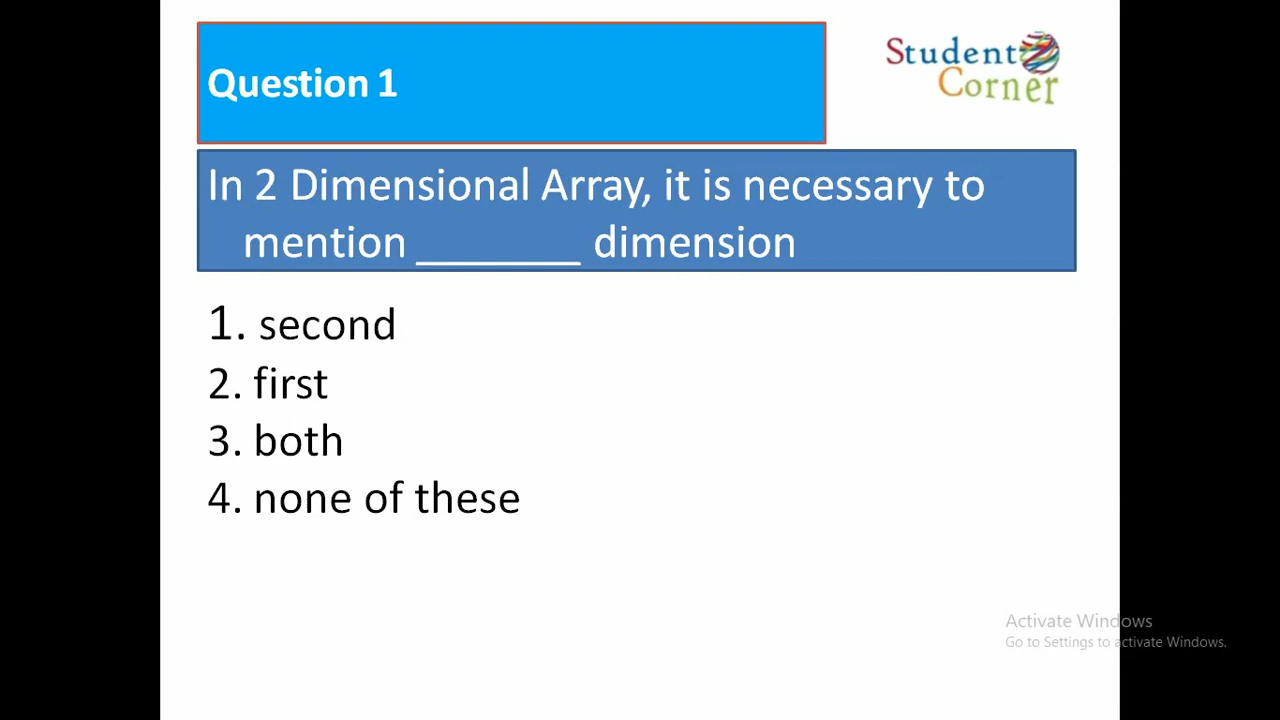 Question 1
Student
Corner
In 2 Dimensional Array, it is necessary to
mention _______ dimension
1. second
2. first
3. both
4. none of these
Activate Windows
Go to Settings to activate Windows.